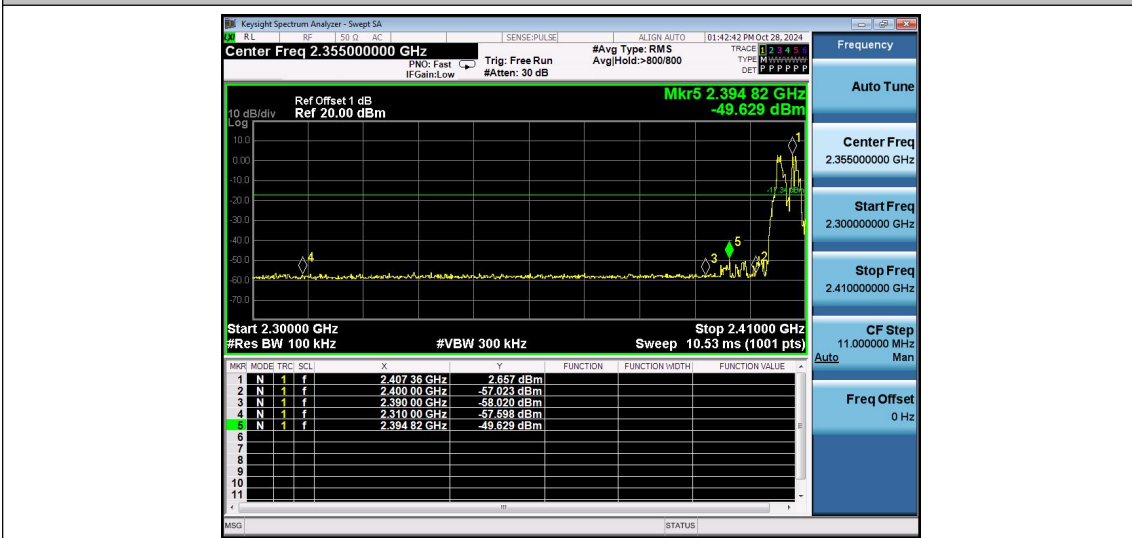 Keysight Spectrum Analyzer - Swept SA
LXI RL RF 50 Ω AC SENSE:PULSE ALIGN AUTO 01:42:42 PM Oct 28, 2024
Center Freq 2.355000000 GHz
PNO: Fast
IFGain:Low
Trig: Free Run
#Atten: 30 dB
#Avg Type: RMS
Avg|Hold:>800/800
TRACE 1 2 3 4 5 6
TYPE M WWWWW
DET P P P P P P
Frequency
Auto Tune
Center Freq
2.355000000 GHz
Start Freq
2.300000000 GHz
Stop Freq
2.410000000 GHz
CF Step
11.000000 MHz
Auto Man
Freq Offset
0 Hz
Mkr5 2.394 82 GHz
-49.629 dBm
Ref Offset 1 dB
10 dB/div Ref 20.00 dBm
Log
10.0
0.00
-10.0
-20.0
-30.0
-40.0
-50.0
-60.0
-70.0
1
5
3
2
4
Start 2.30000 GHz Stop 2.41000 GHz
#Res BW 100 kHz #VBW 300 kHz Sweep 10.53 ms (1001 pts)
MKR MODE TRC SCL X Y FUNCTION FUNCTION WIDTH FUNCTION VALUE
1 N 1 f 2.407 36 GHz 2.657 dBm
2 N 1 f 2.400 00 GHz -57.023 dBm
3 N 1 f 2.390 00 GHz -58.020 dBm
4 N 1 f 2.310 00 GHz -57.598 dBm
5 N 1 f 2.394 82 GHz -49.629 dBm
6
7
8
9
10
11
MSG STATUS